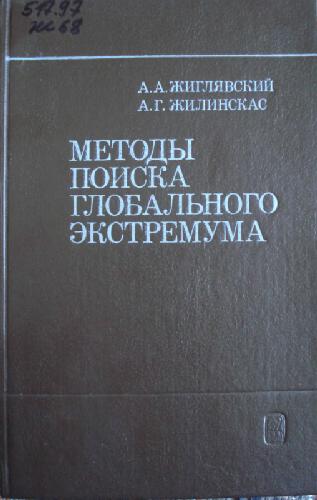 517.97
Ж 68
А.А.ЖИГЛЯВСКИЙ
А.Г.ЖИЛИНСКАС
МЕТОДЫ
ПОИСКА
ГЛОБАЛЬНОГО
ЭКСТРЕМУМА